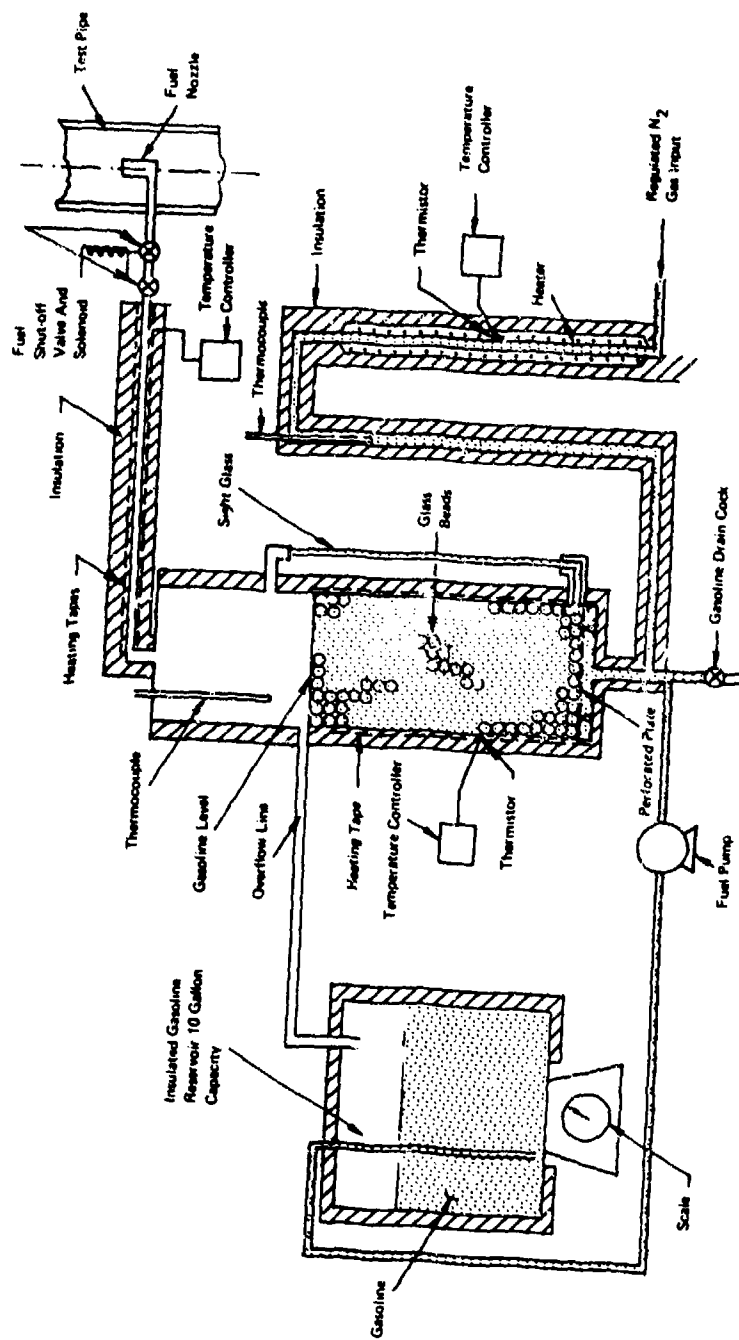 Test Pipe
Fuel
Nozzle
Fuel
Shut-off
Valve And
Solenoid
Temperature
Controller
Insulation
Heating Tapes
Thermocouple
Insulation
Thermistor
Temperature
Controller
Heater
Regulated N2
Gas Input
Sight Glass
Glass
Beads
Thermocouple
Gasoline Level
Overflow Line
Heating Tape
Temperature Controller
Thermistor
Perforated Plate
Gasoline Drain Cock
Fuel Pump
Insulated Gasoline
Reservoir 10 Gallon
Capacity
Gasoline
Scale